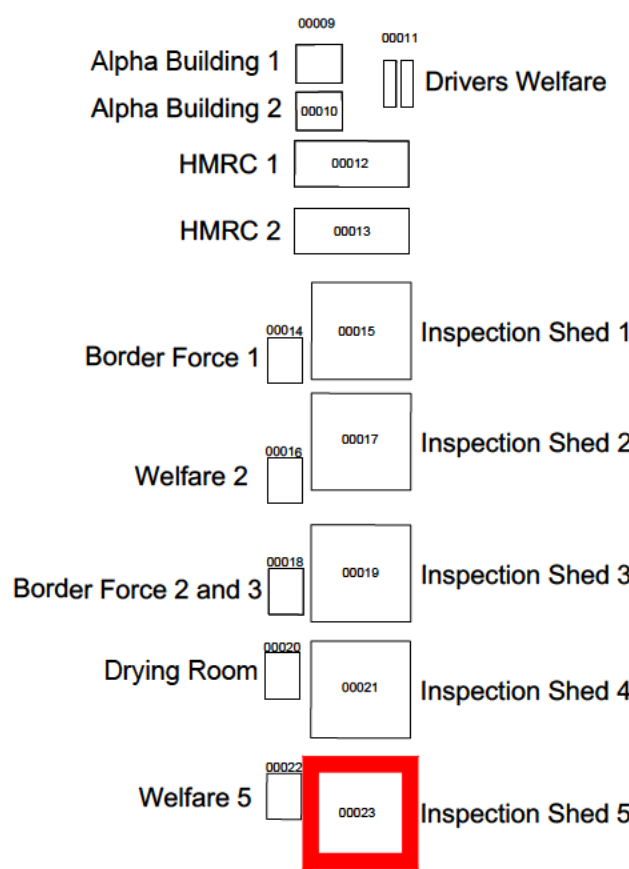 00009
00011
Alpha Building 1
Drivers Welfare
Alpha Building 2
00010
HMRC 1
00012
HMRC 2
00013
00014
00015
Inspection Shed 1
Border Force 1
00016
00017
Inspection Shed 2
Welfare 2
00018
00019
Inspection Shed 3
Border Force 2 and 3
00020
Drying Room
00021
Inspection Shed 4
00022
Welfare 5
00023
Inspection Shed 5